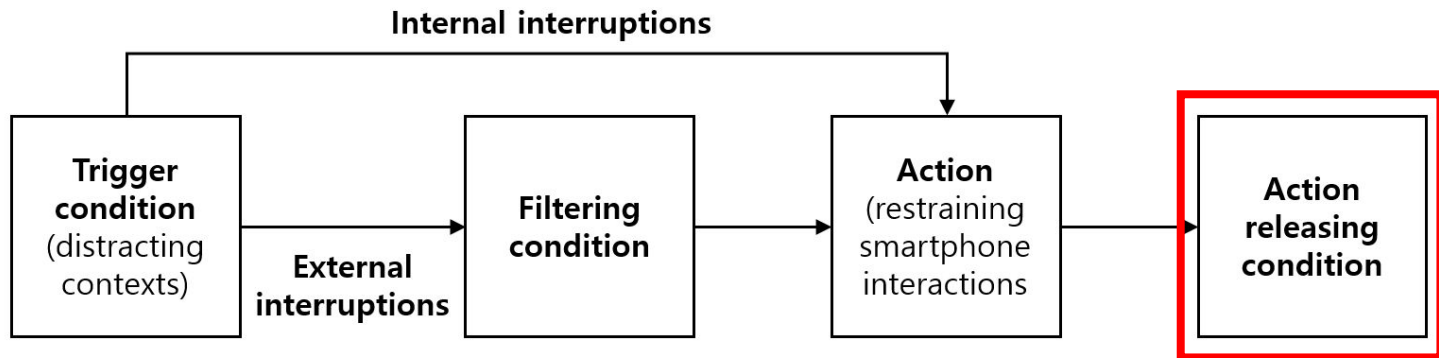 Internal interruptions
Trigger
condition
(distracting
contexts)
External
interruptions
Filtering
condition
Action
(restraining
smartphone
interactions
Action
releasing
condition